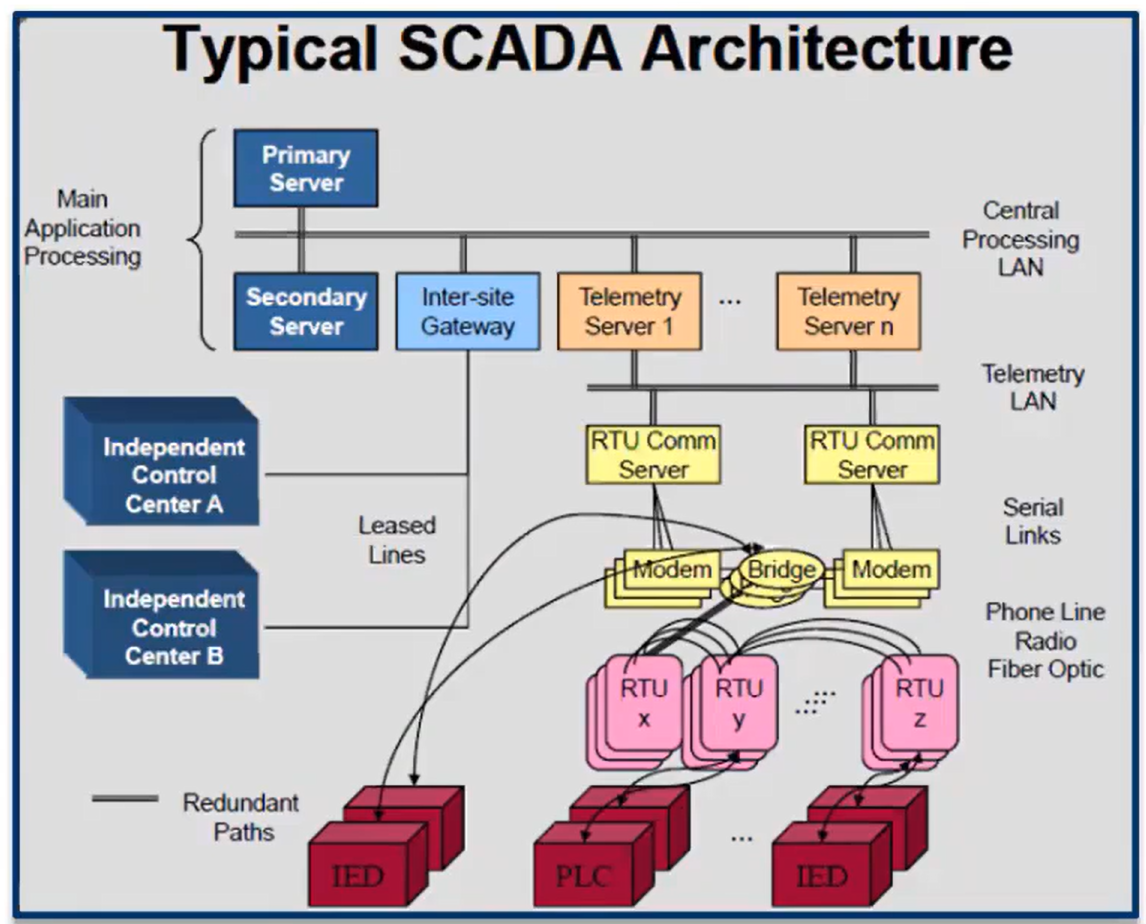 Typical SCADA Architecture
Primary
Server
Main
Application
Processing
Central
Processing
LAN
Secondary
Server
Inter-site
Gateway
Telemetry
Server 1
...
Telemetry
Server n
Telemetry
LAN
Independent
Control
Center A
RTU Comm
Server
RTU Comm
Server
Leased
Lines
Serial
Links
Modem
Bridge
Modem
Independent
Control
Center B
Phone Line
Radio
Fiber Optic
RTU
x
RTU
y
RTU
z
Redundant
Paths
IED
PLC
...
IED